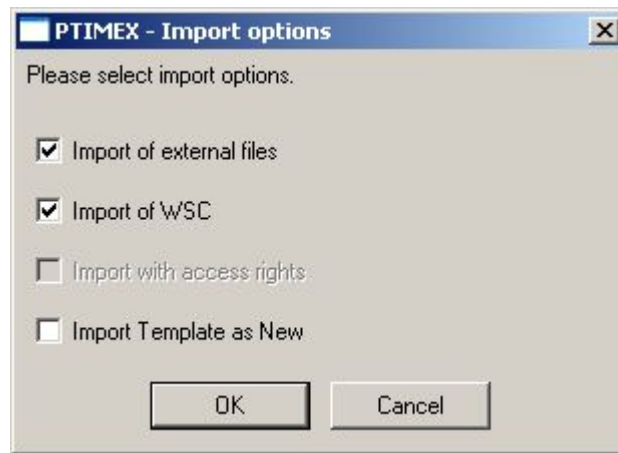 PTIMEX - Import options
Please select import options.
Import of external files
Import of WSC
Import with access rights
Import Template as New
OK Cancel